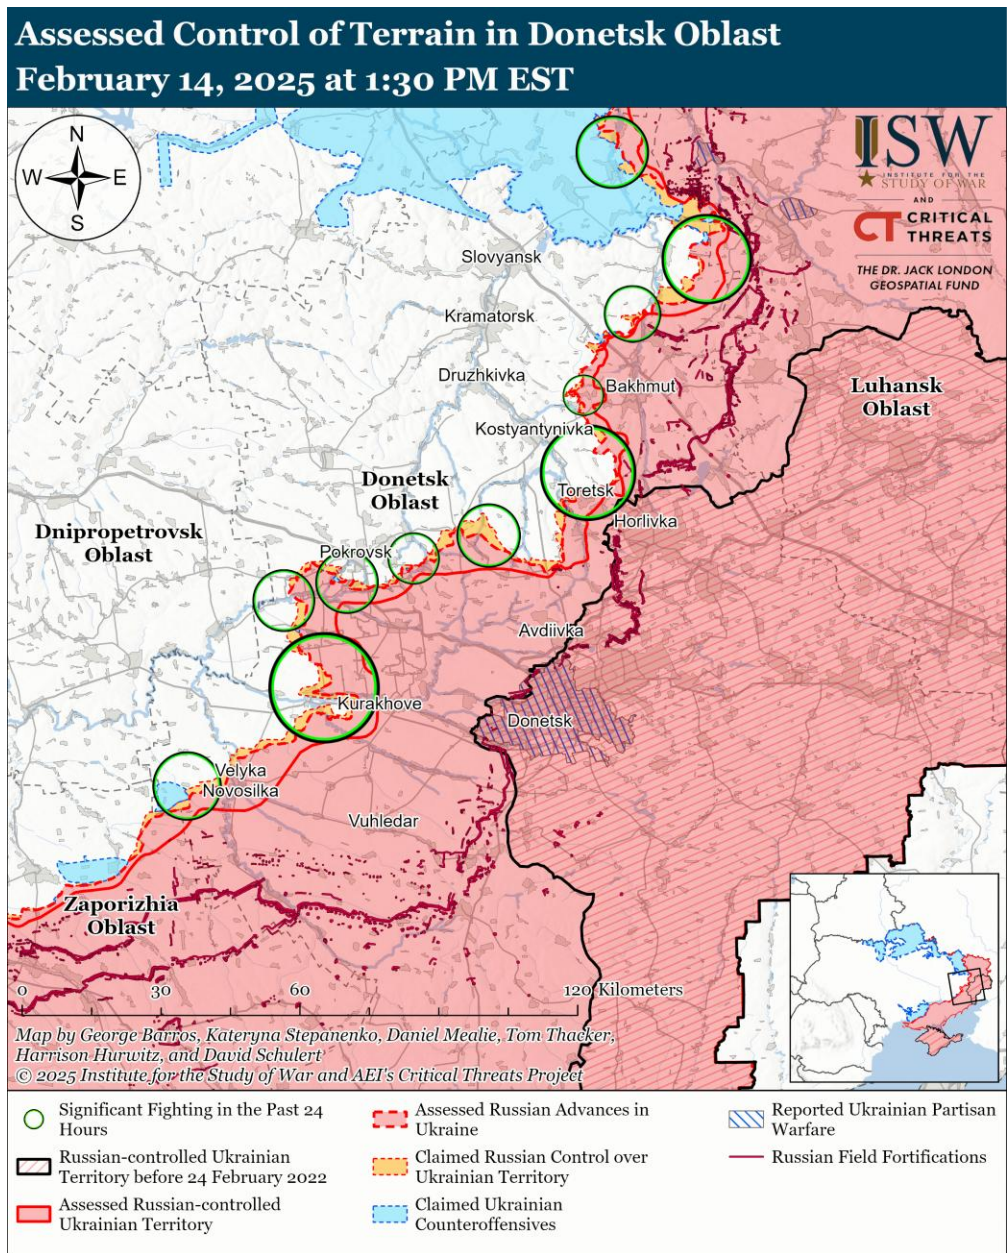 Assessed Control of Terrain in Donetsk Oblast
February 14, 2025 at 1:30 PM EST
N
W
E
S
ISW
INSTITUTE FOR THE
STUDY OF WAR
AND
CT CRITICAL
THREATS
THE DR. JACK LONDON
GEOSPATIAL FUND
Slovyansk
Kramatorsk
Druzhkivka
Bakhmut
Luhansk
Oblast
Kostyantynivka
Donetsk
Oblast
Toretsk
Horlivka
Dnipropetrovsk
Oblast
Pokrovsk
Avdiivka
Kurakhove
Donetsk
Velyka
Novosilka
Vuhledar
Zaporizhia
Oblast
0 30 60 120 Kilometers
Map by George Barros, Kateryna Stepanenko, Daniel Mealie, Tom Thacker,
Harrison Hurwitz, and David Schulert
© 2025 Institute for the Study of War and AEI's Critical Threats Project
Significant Fighting in the Past 24
Hours
Russian-controlled Ukrainian
Territory before 24 February 2022
Assessed Russian-controlled
Ukrainian Territory
Assessed Russian Advances in
Ukraine
Claimed Russian Control over
Ukrainian Territory
Claimed Ukrainian
Counteroffensives
Reported Ukrainian Partisan
Warfare
Russian Field Fortifications